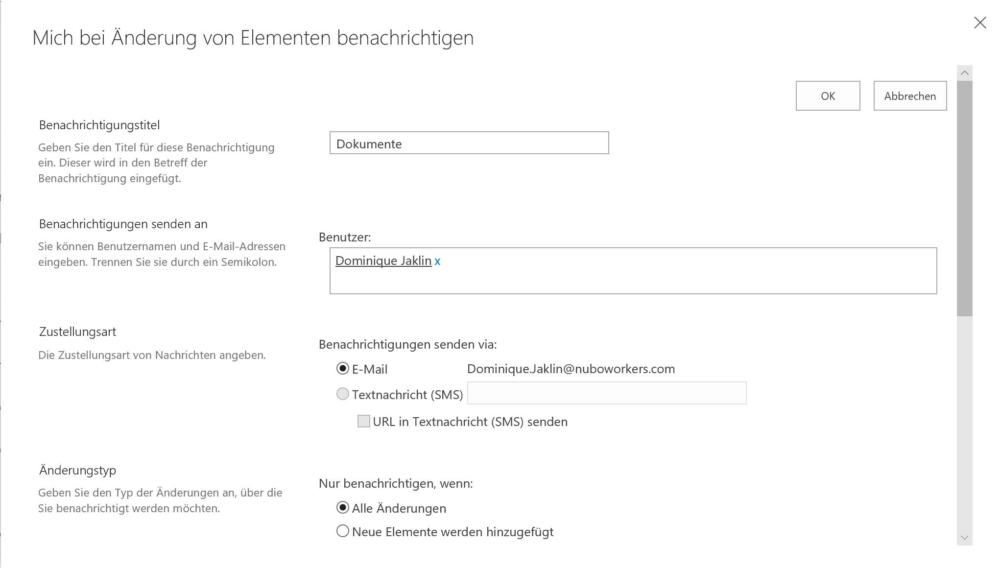 Mich bei Änderung von Elementen benachrichtigen
OK
Abbrechen
Benachrichtigungstitel
Geben Sie den Titel für diese Benachrichtigung
ein. Dieser wird in den Betreff der
Benachrichtigung eingefügt.
Dokumente
Benachrichtigungen senden an
Sie können Benutzernamen und E-Mail-Adressen
eingeben. Trennen Sie sie durch ein Semikolon.
Benutzer:
Dominique Jaklin x
Zustellungsart
Die Zustellungsart von Nachrichten angeben.
Benachrichtigungen senden via:
E-Mail Dominique.Jaklin@nuboworkers.com
Textnachricht (SMS)
URL in Textnachricht (SMS) senden
Änderungstyp
Geben Sie den Typ der Änderungen an, über die
Sie benachrichtigt werden möchten.
Nur benachrichtigen, wenn:
Alle Änderungen
Neue Elemente werden hinzugefügt